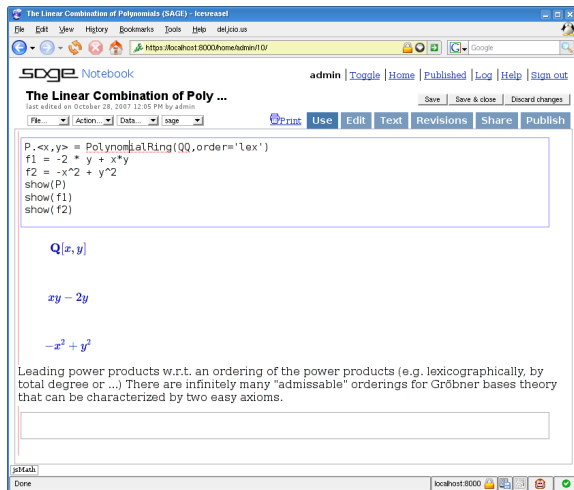 The Linear Combination of Polynomials (SAGE) - Iceweasel
File Edit View History Bookmarks Tools Help del.icio.us
https://localhost:8000/home/admin/10/
Google
SAGE Notebook
admin | Toggle | Home | Published | Log | Help | Sign out
The Linear Combination of Poly ...
last edited on October 28, 2007 12:05 PM by admin
Save Save & close Discard changes
File... Action... Data... sage
Print Use Edit Text Revisions Share Publish
P.<x,y> = PolynomialRing(QQ,order='lex')
f1 = -2 * y + x*y
f2 = -x^2 + y^2
show(P)
show(f1)
show(f2)
Q[x, y]
xy − 2y
−x² + y²
Leading power products w.r.t. an ordering of the power products (e.g. lexicographically, by
total degree or ...) There are infinitely many "admissable" orderings for Gröbner bases theory
that can be characterized by two easy axioms.
jsMath
Done
localhost:8000